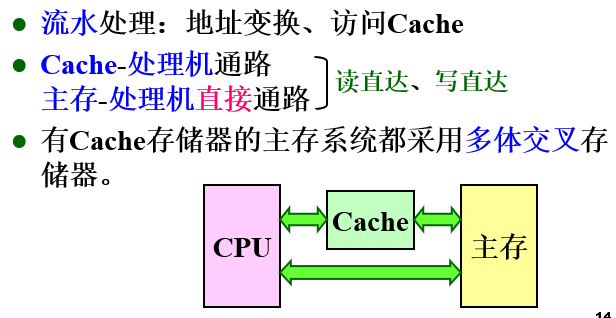 流水处理：地址变换、访问Cache
Cache-处理机通路
主存-处理机直接通路
读直达、写直达
有Cache存储器的主存系统都采用多体交叉存
储器。
CPU
Cache
主存
14